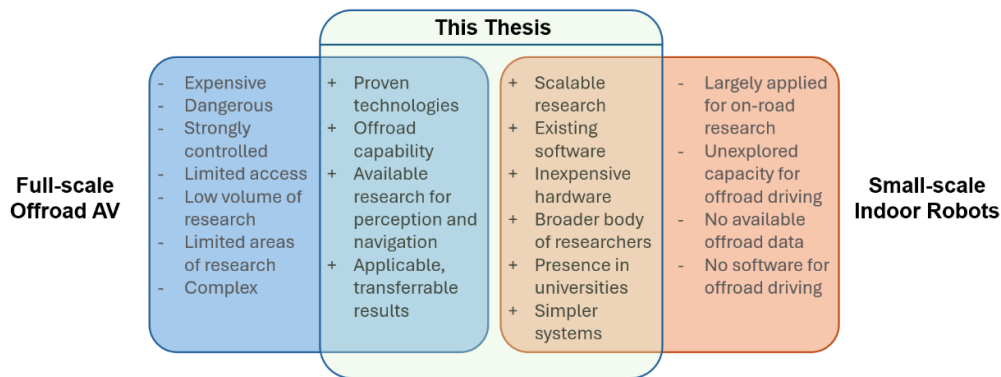 This Thesis
Full-scale
Offroad AV
- Expensive
- Dangerous
- Strongly
controlled
- Limited access
- Low volume of
research
- Limited areas
of research
- Complex
+ Proven
technologies
+ Offroad
capability
+ Available
research for
perception and
navigation
+ Applicable,
transferrable
results
+ Scalable
research
+ Existing
software
+ Inexpensive
hardware
+ Broader body
of researchers
+ Presence in
universities
+ Simpler
systems
- Largely applied
for on-road
research
- Unexplored
capacity for
offroad driving
- No available
offroad data
- No software for
offroad driving
Small-scale
Indoor Robots